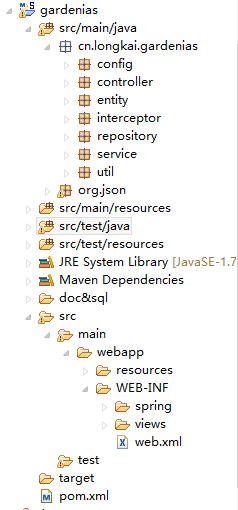 gardenias
src/main/java
cn.longkai.gardenias
config
controller
entity
interceptor
repository
service
util
org.json
src/main/resources
src/test/java
src/test/resources
JRE System Library [JavaSE-1.7
Maven Dependencies
doc&sql
src
main
webapp
resources
WEB-INF
spring
views
web.xml
test
target
pom.xml